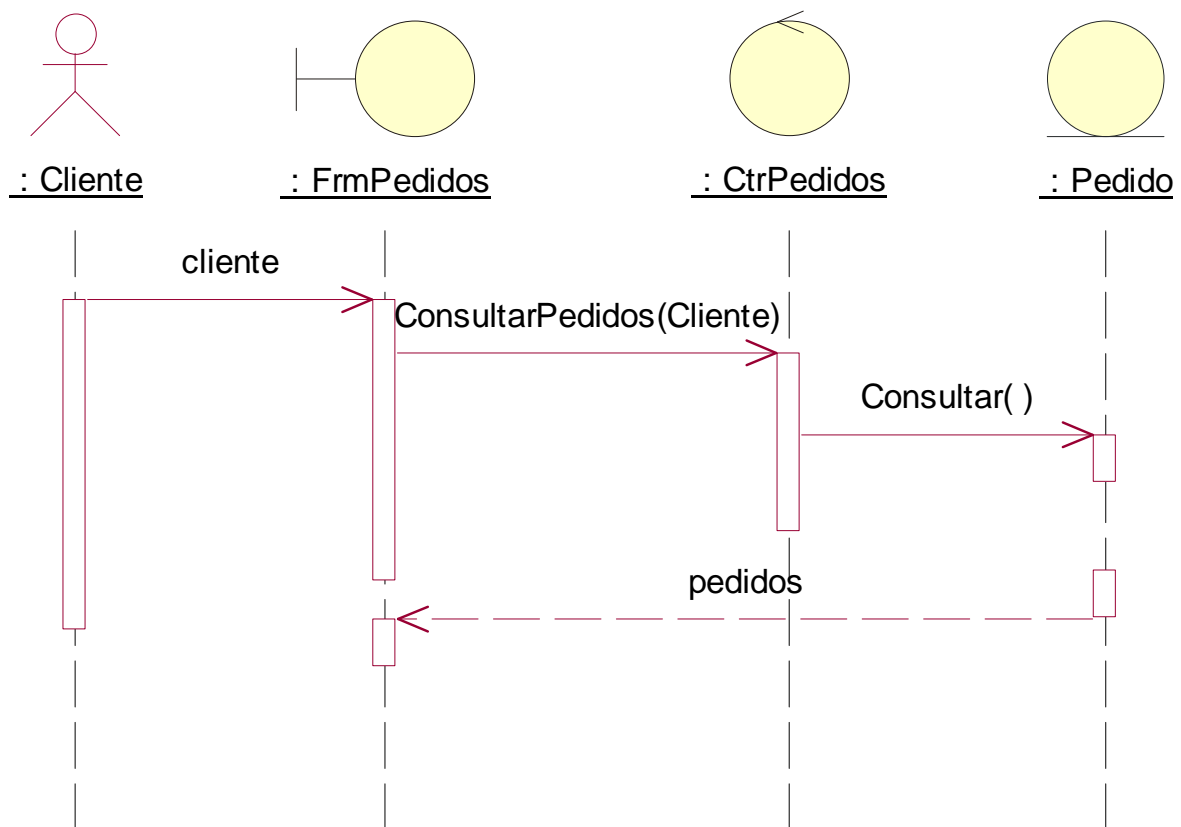 : Cliente
: FrmPedidos
: CtrPedidos
: Pedido
cliente
ConsultarPedidos(Cliente)
Consultar( )
pedidos